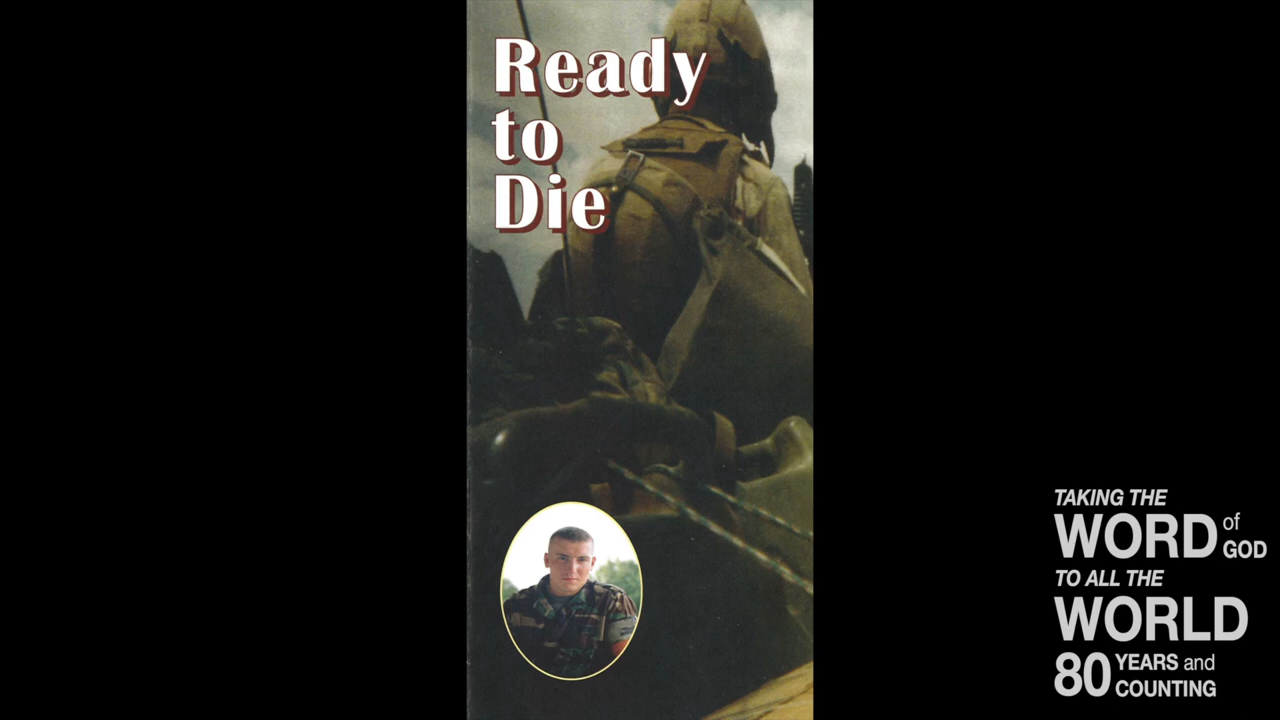 Ready
to
Die
TAKING THE
WORD of GOD
TO ALL THE
WORLD
80 YEARS and
COUNTING